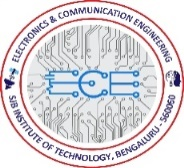 ELECTRONICS & COMMUNICATION ENGINEERING
ECE
SJB INSTITUTE OF TECHNOLOGY, BENGALURU - 560060